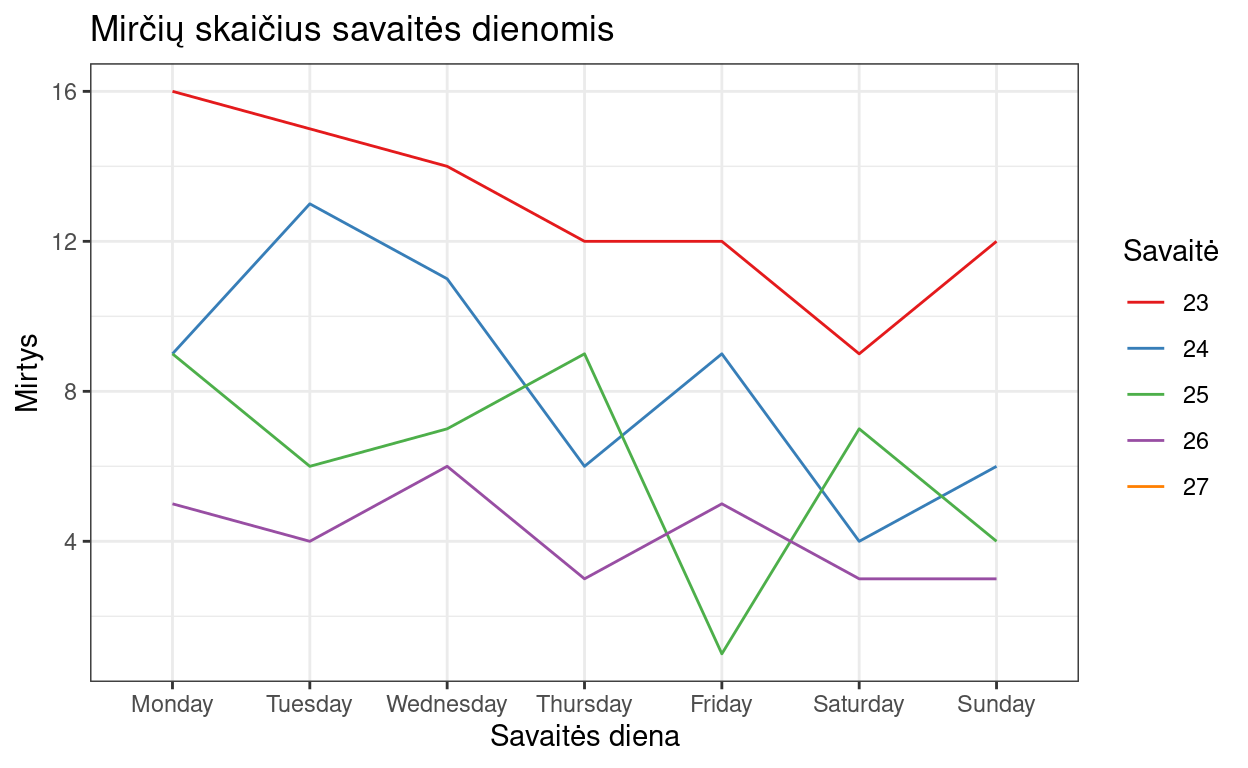 Mirčių skaičius savaitės dienomis
Mirtys
16
12
8
4
Monday Tuesday Wednesday Thursday Friday Saturday Sunday
Savaitės diena
Savaitė
23
24
25
26
27